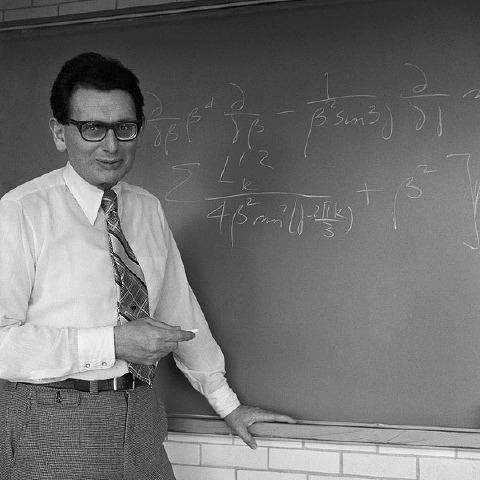 ∂/∂β β⁴ ∂/∂β − 1/(β² sin3γ) ∂/∂γ
Σ L'ₖ²/(4β² sin²(γ−2πk/3)) + β² ]